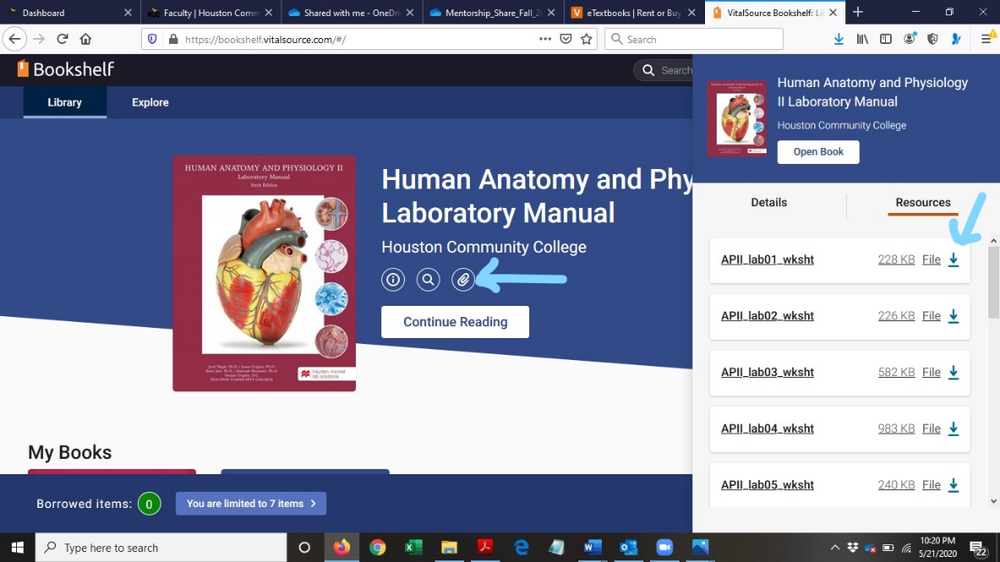 Dashboard
Faculty | Houston Comm
Shared with me - OneDri
Mentorship_Share_Fall_2
eTextbooks | Rent or Buy
VitalSource Bookshelf: Li
https://bookshelf.vitalsource.com/#/
Search
Bookshelf
Search
Library
Explore
HUMAN ANATOMY AND PHYSIOLOGY II
Laboratory Manual
Sixth Edition
HOUSTON COMMUNITY COLLEGE
hayden-mcneil
lab solutions
Human Anatomy and Phy
Laboratory Manual
Houston Community College
Continue Reading
My Books
Borrowed items: 0
You are limited to 7 items
Human Anatomy and Physiology
II Laboratory Manual
Houston Community College
Open Book
Details
Resources
APII_lab01_wksht 228 KB File
APII_lab02_wksht 226 KB File
APII_lab03_wksht 582 KB File
APII_lab04_wksht 983 KB File
APII_lab05_wksht 240 KB File
Type here to search
10:20 PM
5/21/2020
22